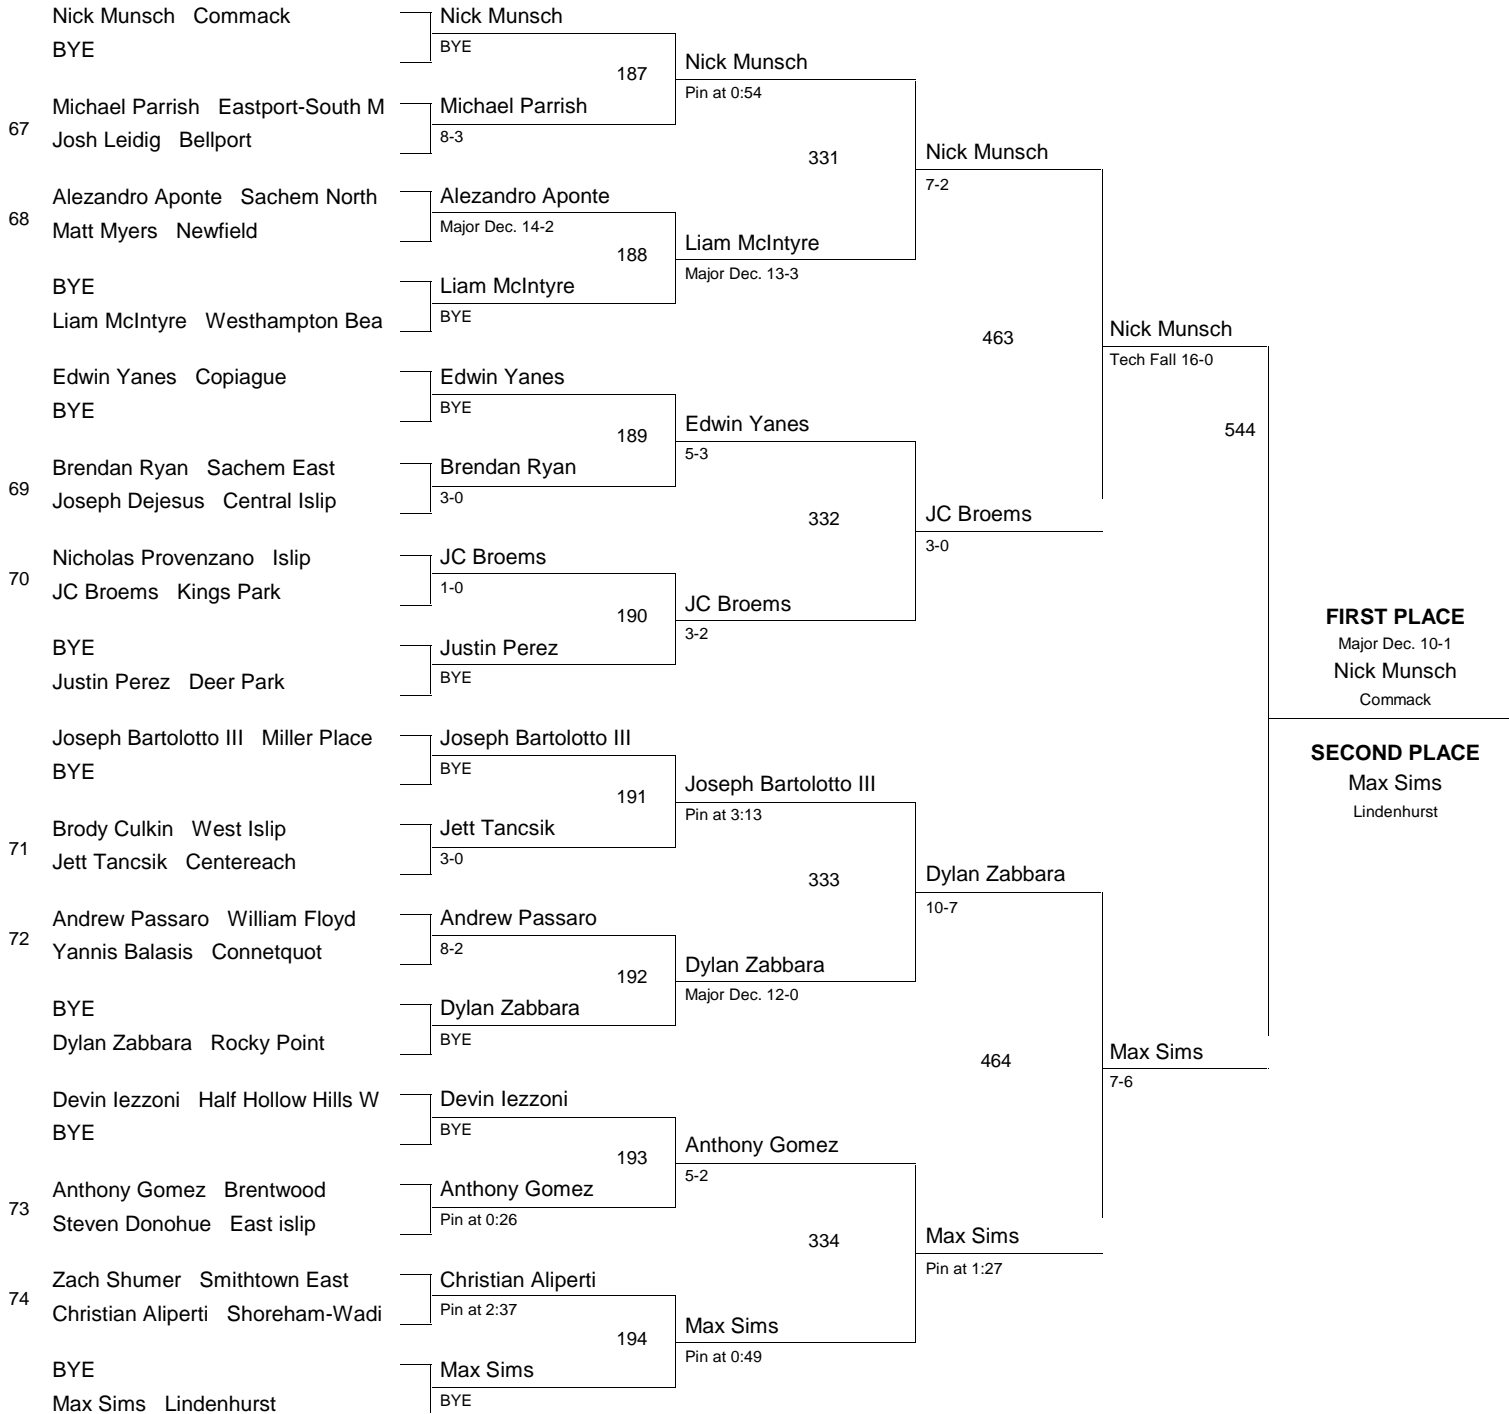 Nick Munsch Commack
BYE
67
Michael Parrish Eastport-South M
Josh Leidig Bellport
68
Alezandro Aponte Sachem North
Matt Myers Newfield
BYE
Liam McIntyre Westhampton Bea
Edwin Yanes Copiague
BYE
69
Brendan Ryan Sachem East
Joseph Dejesus Central Islip
70
Nicholas Provenzano Islip
JC Broems Kings Park
BYE
Justin Perez Deer Park
Joseph Bartolotto III Miller Place
BYE
71
Brody Culkin West Islip
Jett Tancsik Centereach
72
Andrew Passaro William Floyd
Yannis Balasis Connetquot
BYE
Dylan Zabbara Rocky Point
Devin Iezzoni Half Hollow Hills W
BYE
73
Anthony Gomez Brentwood
Steven Donohue East islip
74
Zach Shumer Smithtown East
Christian Aliperti Shoreham-Wadi
BYE
Max Sims Lindenhurst
Nick Munsch
BYE
187
Michael Parrish
8-3
Alezandro Aponte
Major Dec. 14-2
188
Liam McIntyre
BYE
Edwin Yanes
BYE
189
Brendan Ryan
3-0
JC Broems
1-0
190
Justin Perez
BYE
Joseph Bartolotto III
BYE
191
Jett Tancsik
3-0
Andrew Passaro
8-2
192
Dylan Zabbara
BYE
Devin Iezzoni
BYE
193
Anthony Gomez
Pin at 0:26
Christian Aliperti
Pin at 2:37
194
Max Sims
BYE
Nick Munsch
Pin at 0:54
331
Liam McIntyre
Major Dec. 13-3
Edwin Yanes
5-3
332
JC Broems
3-2
Joseph Bartolotto III
Pin at 3:13
333
Dylan Zabbara
Major Dec. 12-0
Anthony Gomez
5-2
334
Max Sims
Pin at 0:49
Nick Munsch
7-2
463
JC Broems
3-0
Dylan Zabbara
10-7
464
Max Sims
Pin at 1:27
Nick Munsch
Tech Fall 16-0
544
Max Sims
7-6
FIRST PLACE
Major Dec. 10-1
Nick Munsch
Commack
SECOND PLACE
Max Sims
Lindenhurst